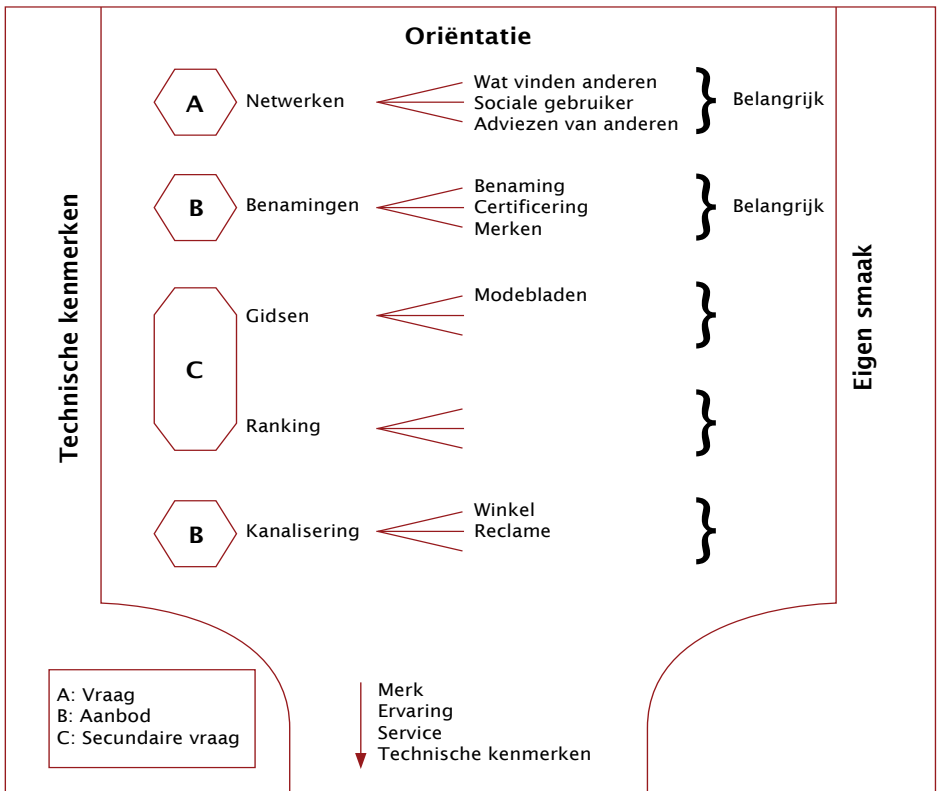 Oriëntatie
A
Netwerken
Wat vinden anderen
Sociale gebruiker
Adviezen van anderen
}
Belangrijk
B
Benamingen
Benaming
Certificering
Merken
}
Belangrijk
Technische kenmerken
Eigen smaak
C
Gidsen
Modebladen
}
Ranking
}
B
Kanalisering
Winkel
Reclame
}
A: Vraag
B: Aanbod
C: Secundaire vraag
Merk
Ervaring
Service
Technische kenmerken